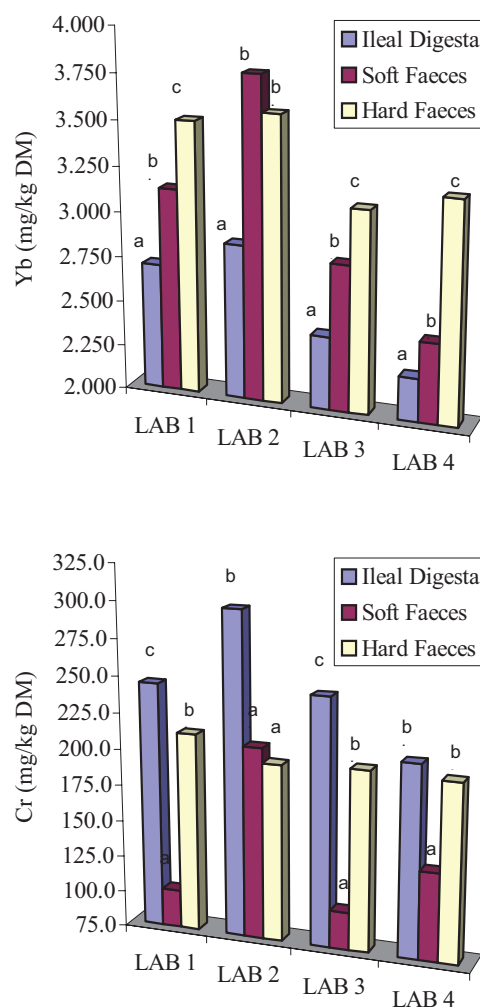 4.000
3.750
3.500
3.250
3.000
2.750
2.500
2.250
2.000
Yb (mg/kg DM)
Ileal Digesta
Soft Faeces
Hard Faeces
a b c
a b b
a b c
a b c
LAB 1 LAB 2 LAB 3 LAB 4
325.0
300.0
275.0
250.0
225.0
200.0
175.0
150.0
125.0
100.0
75.0
Cr (mg/kg DM)
Ileal Digesta
Soft Faeces
Hard Faeces
c a b
b a a
c a b
b a b
LAB 1 LAB 2 LAB 3 LAB 4